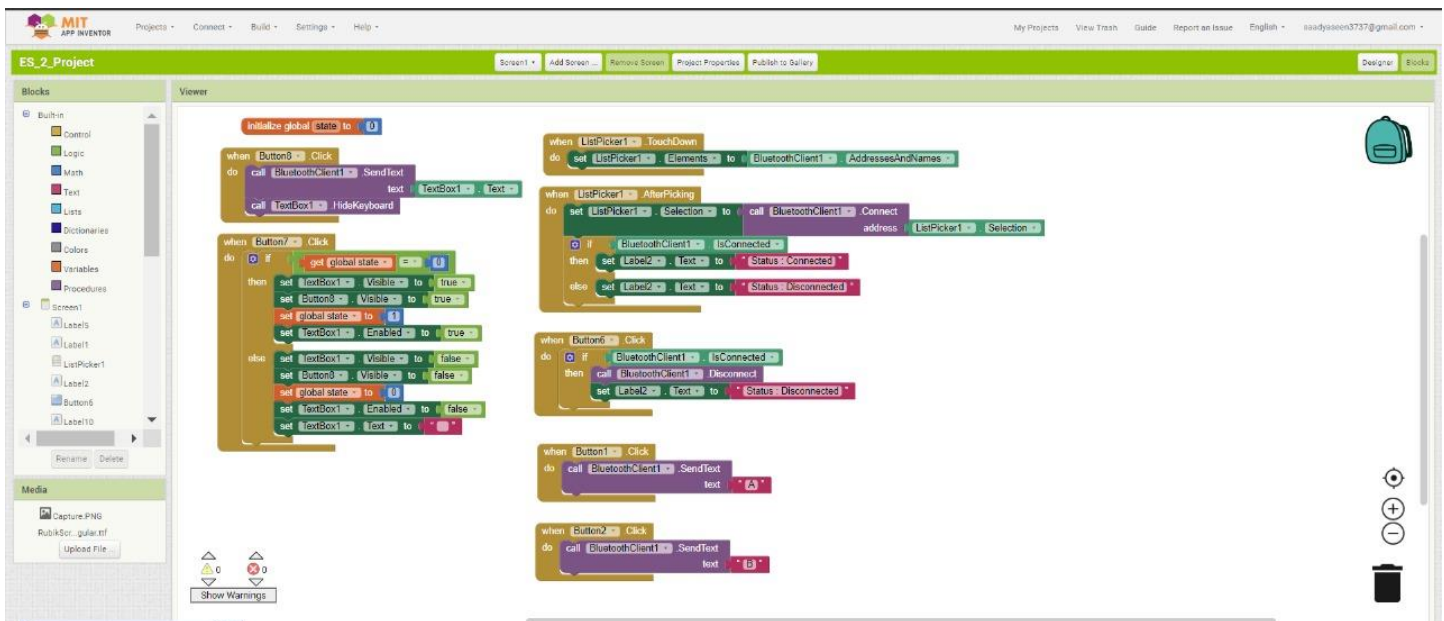 MIT
APP INVENTOR
Projects
Connect
Build
Settings
Help
My Projects
View Trash
Guide
Report an Issue
English
saadyaseen3737@gmail.com
ES_2_Project
Screen1
Add Screen ...
Remove Screen
Project Properties
Publish to Gallery
Designer
Blocks
Blocks
Built-in
Control
Logic
Math
Text
Lists
Dictionaries
Colors
Variables
Procedures
Screen1
Label5
Label1
ListPicker1
Label2
Button6
Label10
Rename Delete
Media
Capture.PNG
RubikScr...gular.ttf
Upload File ...
Viewer
initialize global state to 0
when Button8 .Click
do call BluetoothClient1 .SendText
text TextBox1 . Text
call TextBox1 .HideKeyboard
when Button7 .Click
do if get global state = 0
then set TextBox1 . Visible to true
set Button8 . Visible to true
set global state to 1
set TextBox1 . Enabled to true
else set TextBox1 . Visible to false
set Button8 . Visible to false
set global state to 0
set TextBox1 . Enabled to false
set TextBox1 . Text to " "
0 0
Show Warnings
when ListPicker1 .TouchDown
do set ListPicker1 . Elements to BluetoothClient1 . AddressesAndNames
when ListPicker1 .AfterPicking
do set ListPicker1 . Selection to call BluetoothClient1 .Connect
address ListPicker1 . Selection
if BluetoothClient1 . IsConnected
then set Label2 . Text to " Status : Connected "
else set Label2 . Text to " Status : Disconnected "
when Button6 .Click
do if BluetoothClient1 . IsConnected
then call BluetoothClient1 .Disconnect
set Label2 . Text to " Status : Disconnected "
when Button1 .Click
do call BluetoothClient1 .SendText
text " A "
when Button2 .Click
do call BluetoothClient1 .SendText
text " B "